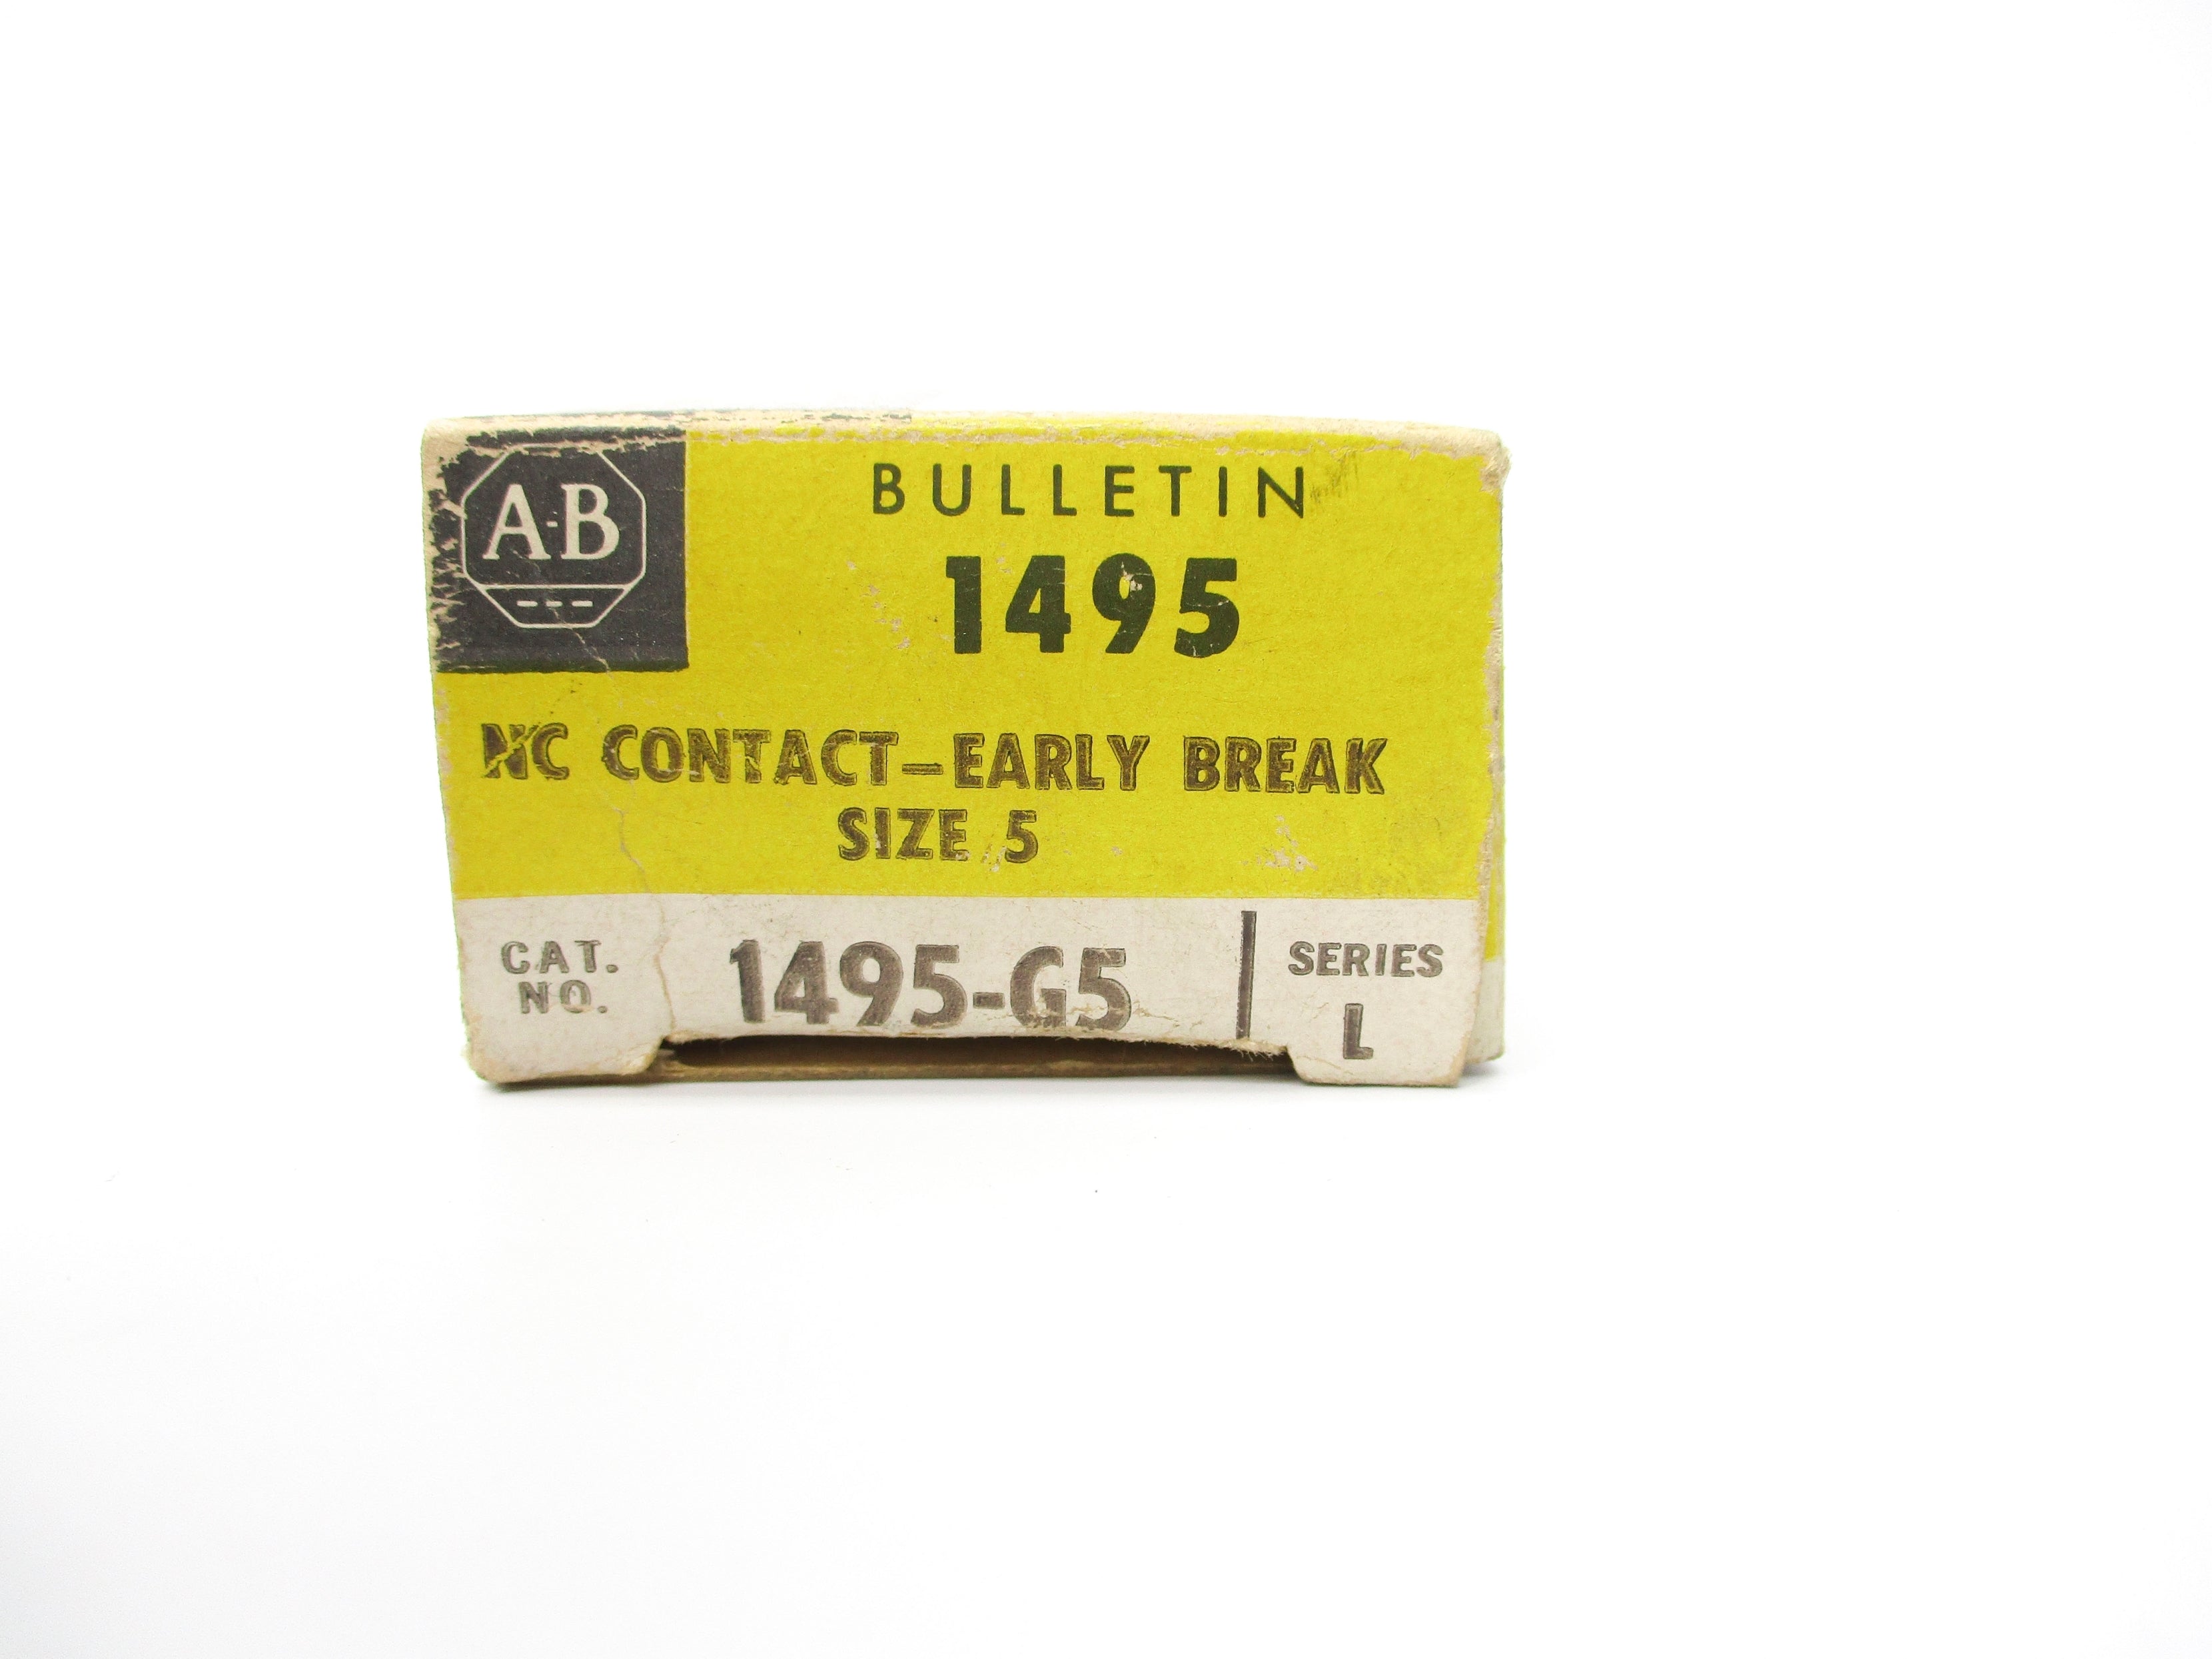 A-B
BULLETIN
1495
NC CONTACT-EARLY BREAK
SIZE 5
CAT. NO.
1495-G5
SERIES L